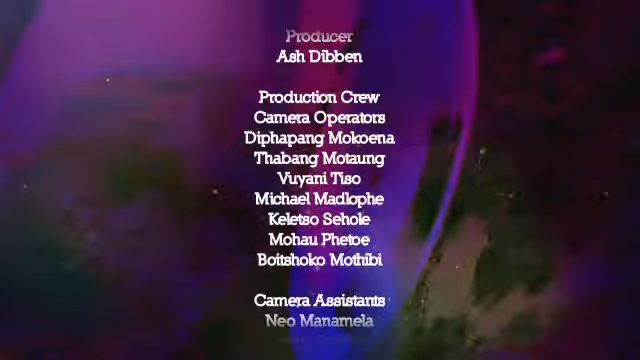 Producer
Ash Dibben
Production Crew
Camera Operators
Diphapang Mokoena
Thabang Motaung
Vuyani Tiso
Michael Madlophe
Keletso Sehole
Mohau Phetoe
Boitshoko Mothibi
Camera Assistants
Neo Manamela